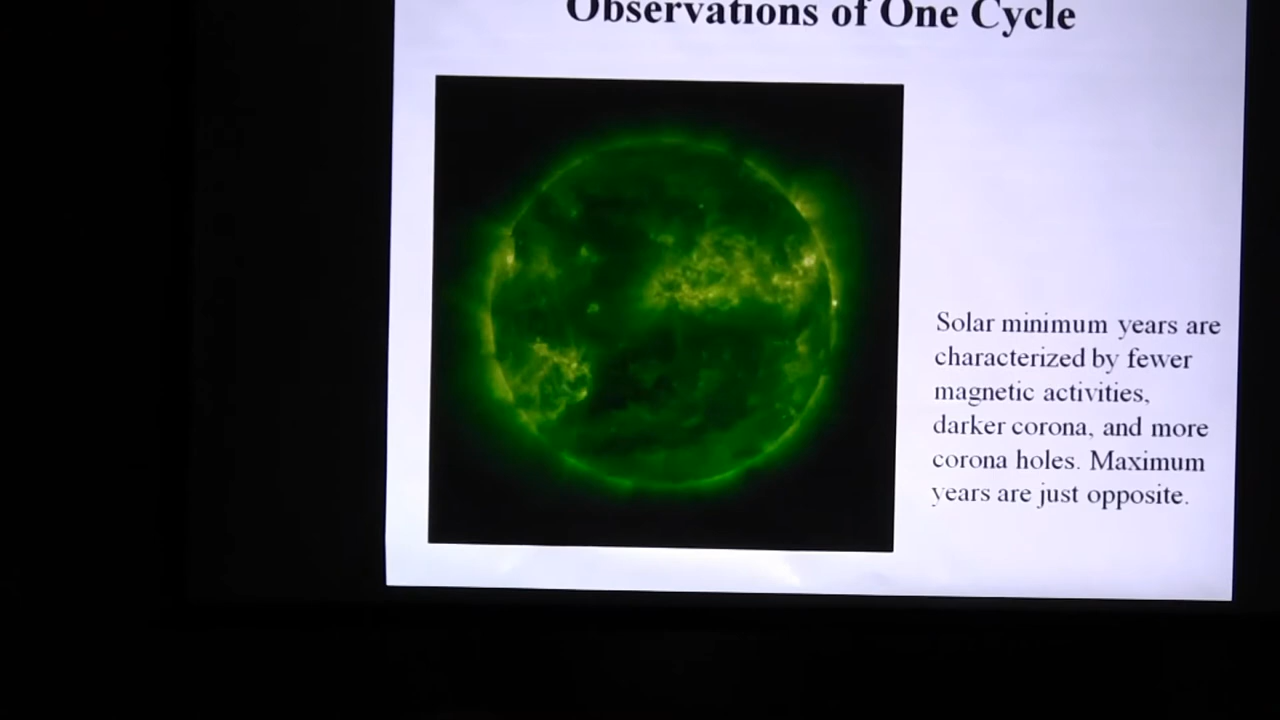 Observations of One Cycle
Solar minimum years are
characterized by fewer
magnetic activities,
darker corona, and more
corona holes. Maximum
years are just opposite.